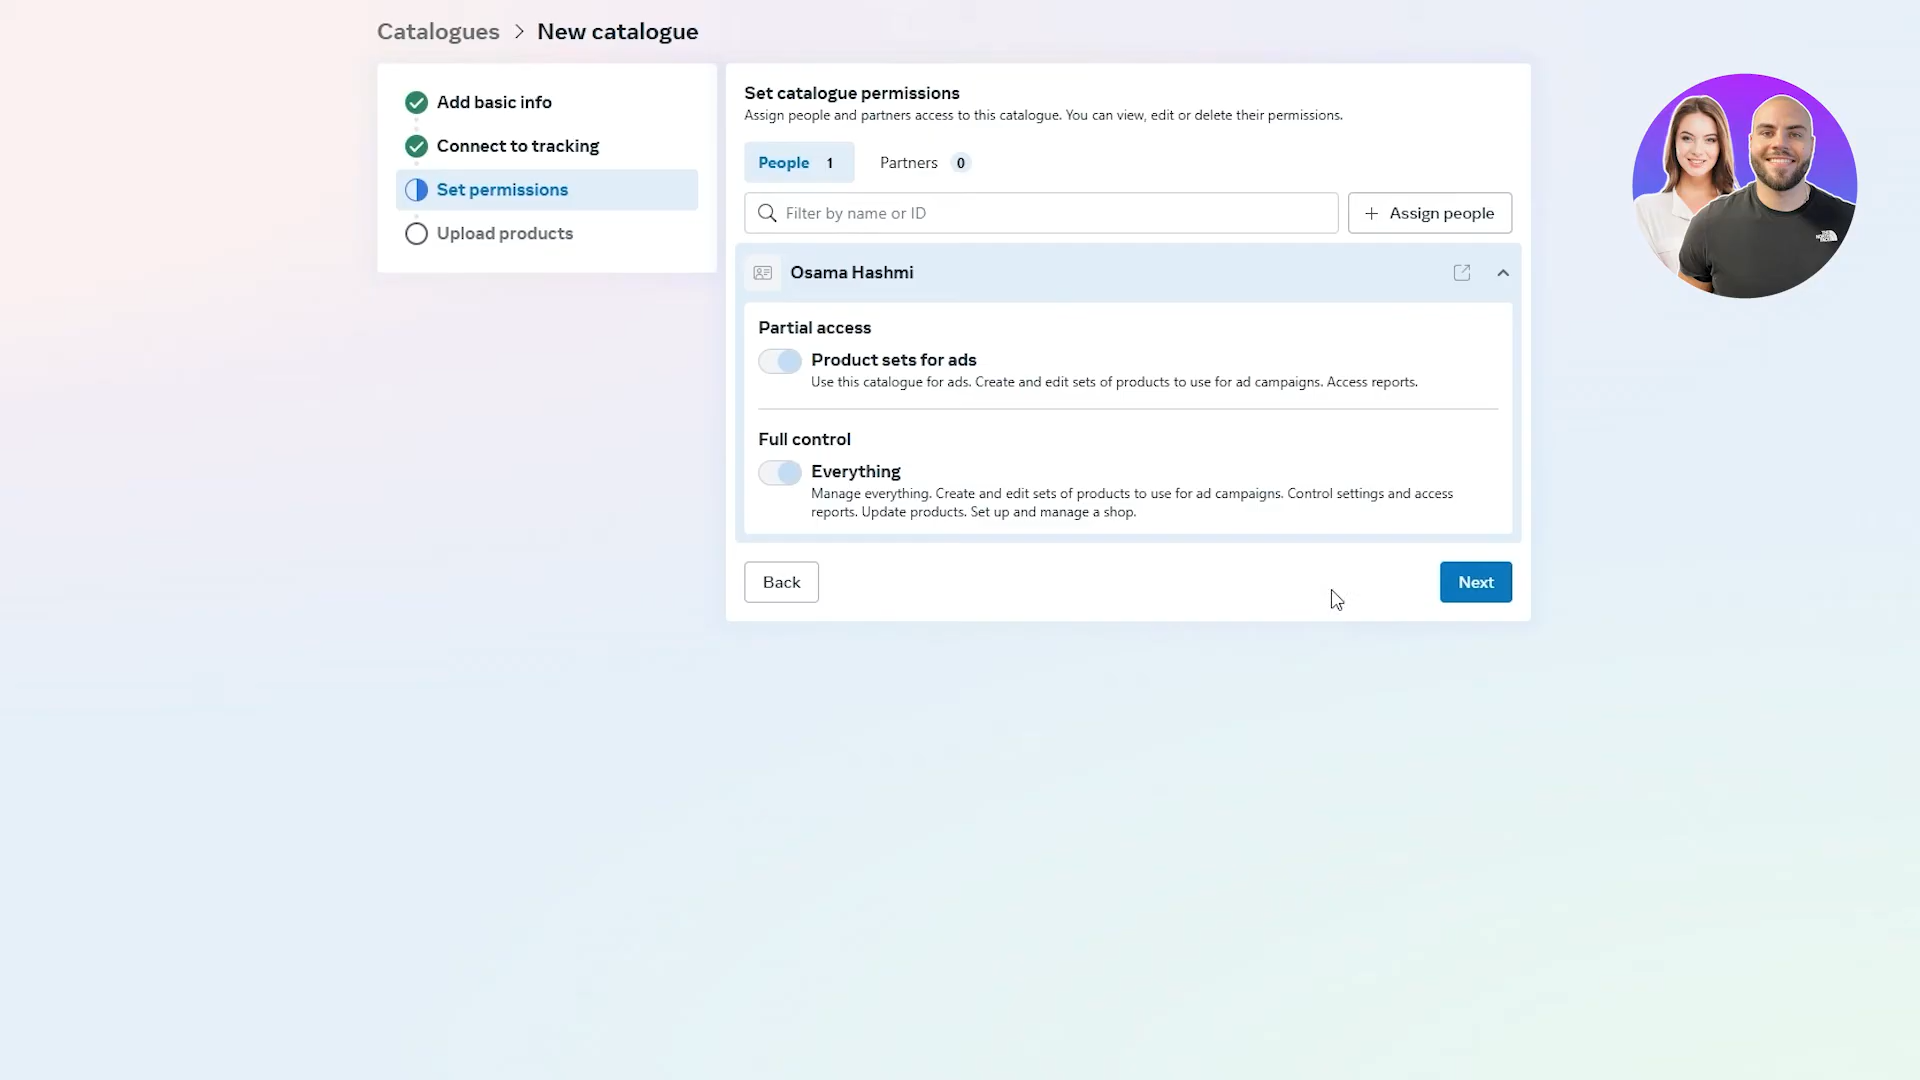 Catalogues > New catalogue
Add basic info
Connect to tracking
Set permissions
Upload products
Set catalogue permissions
Assign people and partners access to this catalogue. You can view, edit or delete their permissions.
People 1 Partners 0
Filter by name or ID
+ Assign people
Osama Hashmi
Partial access
Product sets for ads
Use this catalogue for ads. Create and edit sets of products to use for ad campaigns. Access reports.
Full control
Everything
Manage everything. Create and edit sets of products to use for ad campaigns. Control settings and access
reports. Update products. Set up and manage a shop.
Back
Next